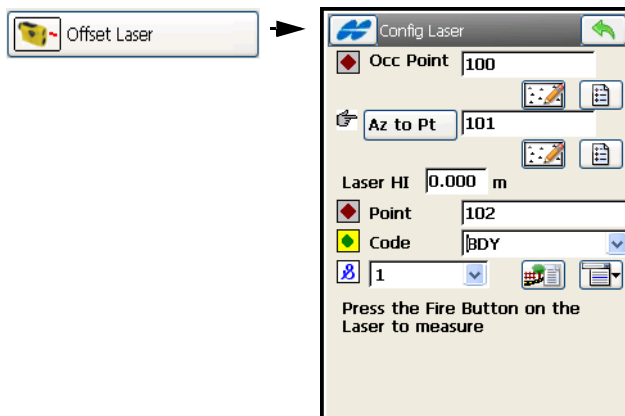 Offset Laser
Config Laser
Occ Point 100
Az to Pt 101
Laser HI 0.000 m
Point 102
Code BDY
1
Press the Fire Button on the
Laser to measure